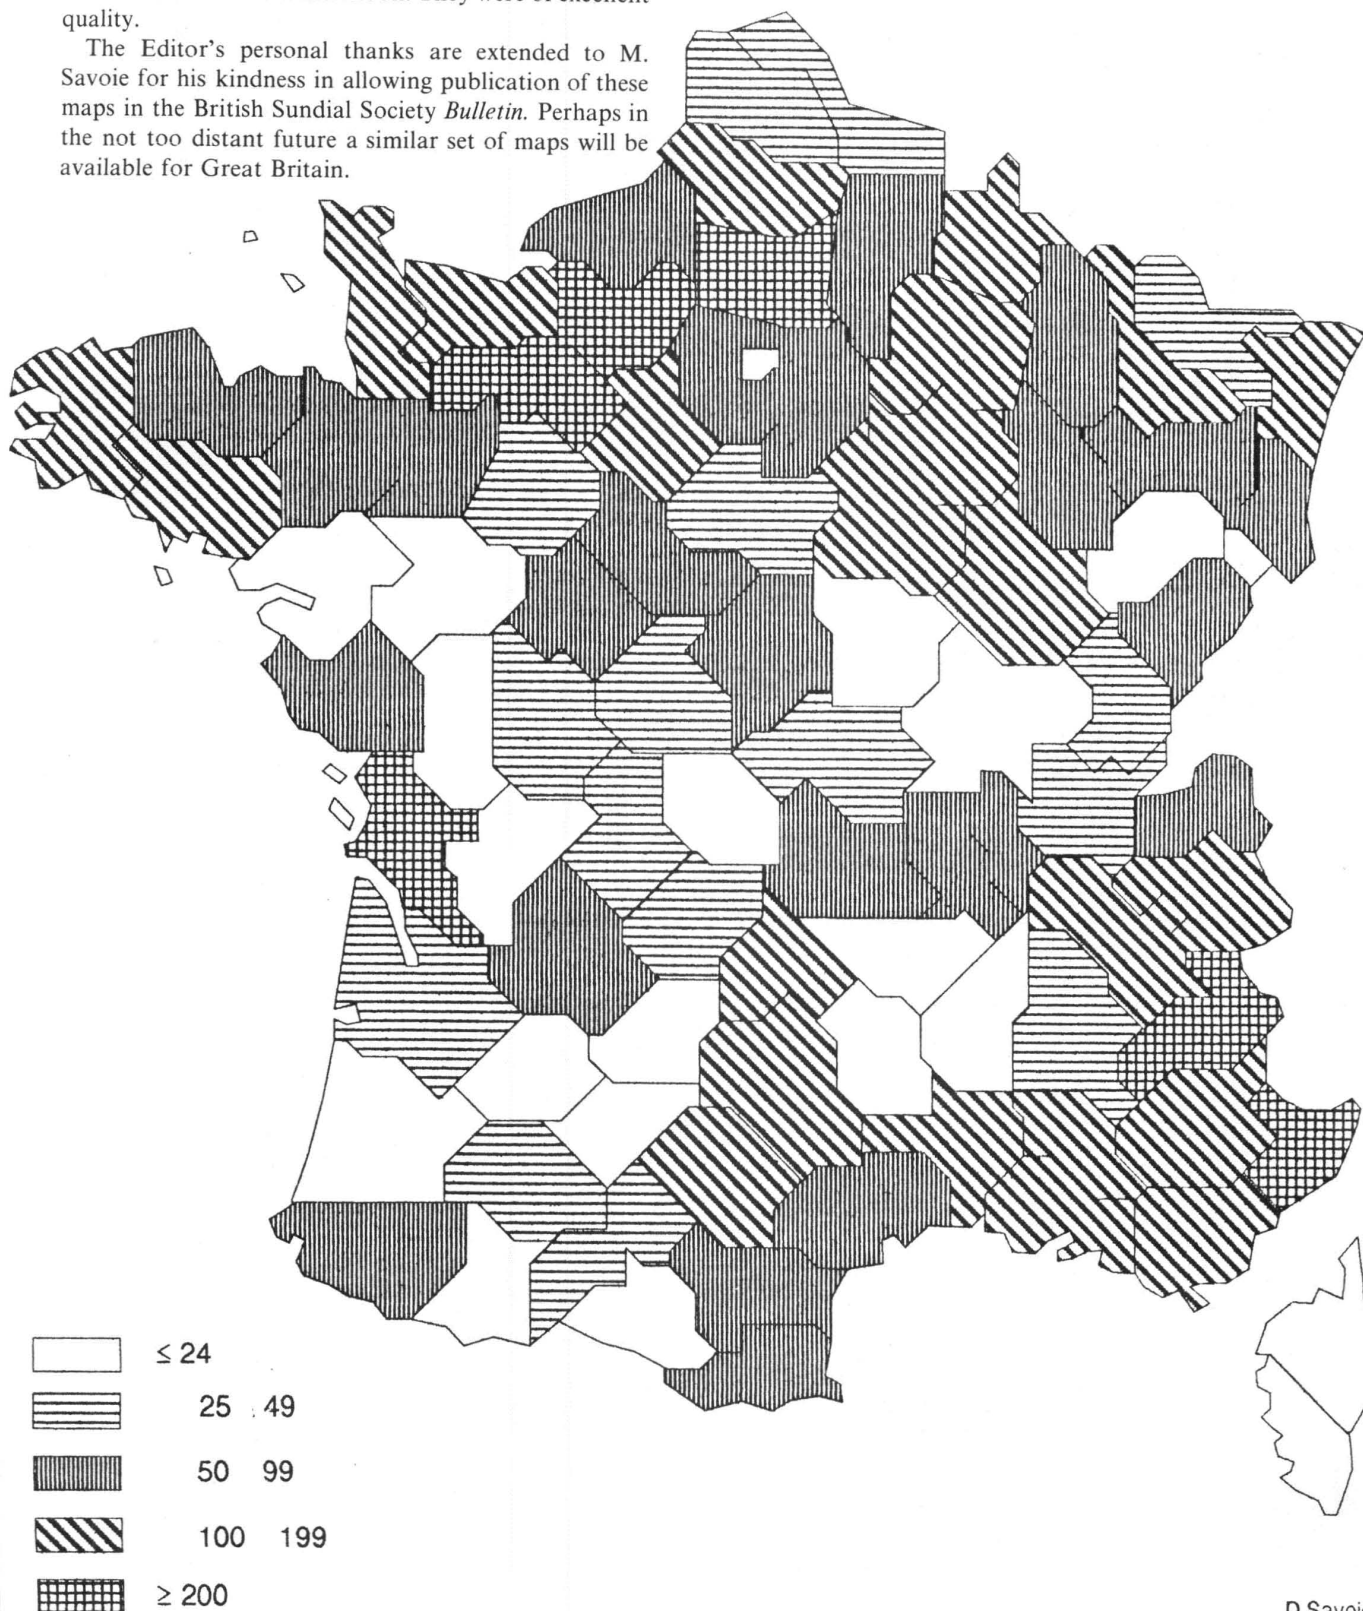 quality.
The Editor's personal thanks are extended to M.
Savoie for his kindness in allowing publication of these
maps in the British Sundial Society Bulletin. Perhaps in
the not too distant future a similar set of maps will be
available for Great Britain.
≤ 24
25 49
50 99
100 199
≥ 200